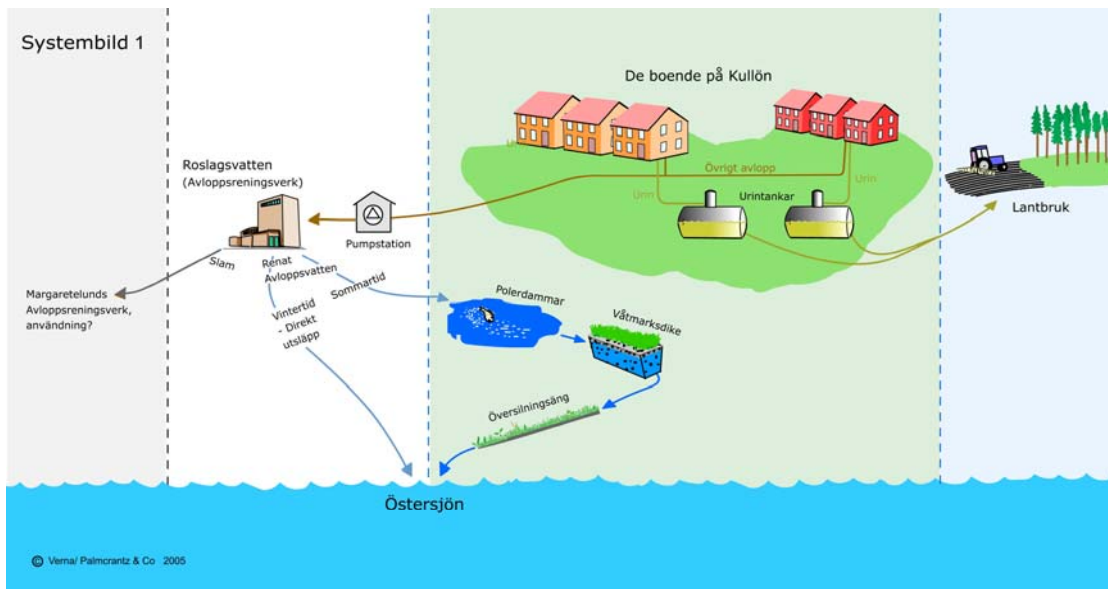 Systembild 1
De boende på Kullön
Roslagsvatten
(Avloppsreningsverk)
Pumpstation
Övrigt avlopp
Urin
Urin
Urintankar
Lantbruk
Slam
Renat
Avloppsvatten
Sommartid
Vintertid
- Direkt
utsläpp
Margaretelunds
Avloppsreningsverk,
användning?
Polerdammar
Våtmarksdike
Översilningsäng
Östersjön
© Verna/ Palmcrantz & Co 2005